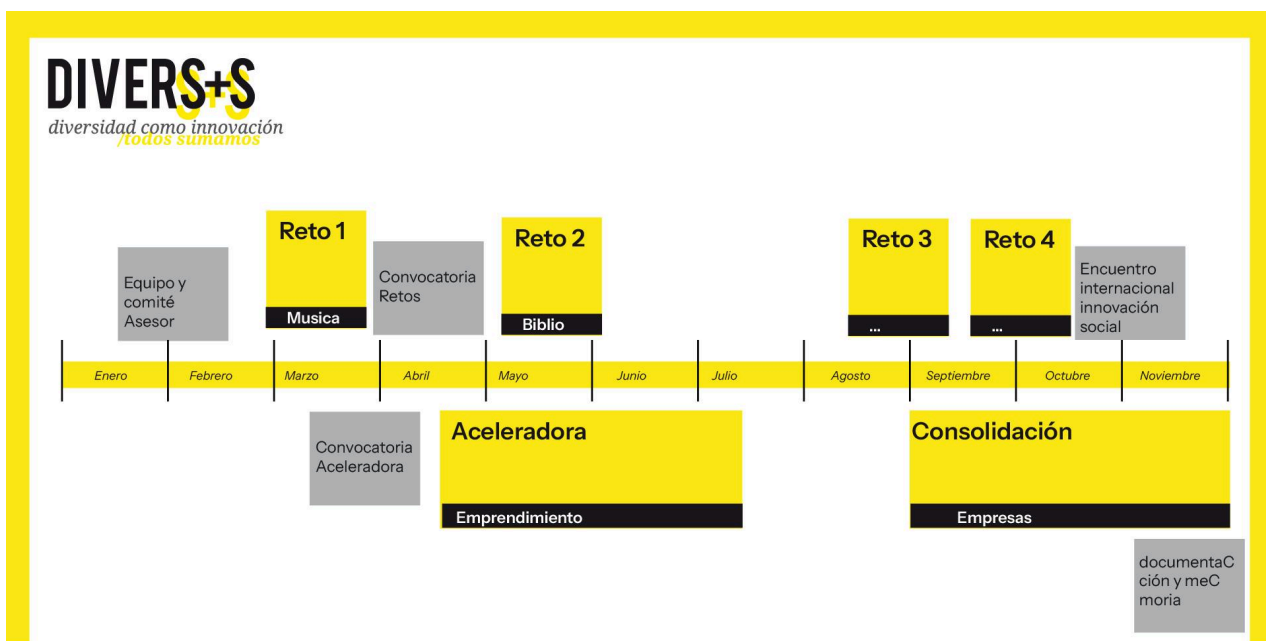 DIVERS+S
diversidad como innovación
/todos sumamos
Reto 1
Musica
Reto 2
Biblio
Reto 3
...
Reto 4
...
Equipo y
comité
Asesor
Convocatoria
Retos
Encuentro
internacional
innovación
social
Enero Febrero Marzo Abril Mayo Junio Julio Agosto Septiembre Octubre Noviembre
Convocatoria
Aceleradora
Aceleradora
Emprendimiento
Consolidación
Empresas
documentaC
ción y meC
moria